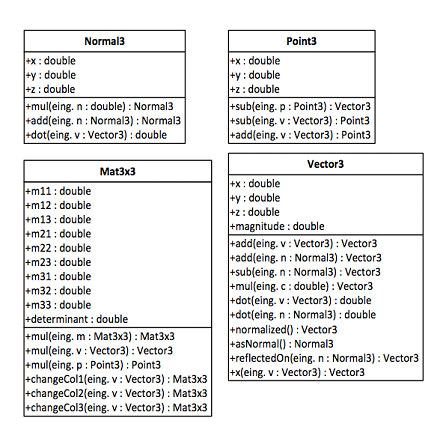 Normal3
+x : double
+y : double
+z : double
+mul(eing. n : double) : Normal3
+add(eing. n : Normal3) : Normal3
+dot(eing. v : Vector3) : double
Point3
+x : double
+y : double
+z : double
+sub(eing. p : Point3) : Vector3
+sub(eing. v : Vector3) : Point3
+add(eing. v : Vector3) : Point3
Mat3x3
+m11 : double
+m12 : double
+m13 : double
+m21 : double
+m22 : double
+m23 : double
+m31 : double
+m32 : double
+m33 : double
+determinant : double
+mul(eing. m : Mat3x3) : Mat3x3
+mul(eing. v : Vector3) : Vector3
+mul(eing. p : Point3) : Point3
+changeCol1(eing. v : Vector3) : Mat3x3
+changeCol2(eing. v : Vector3) : Mat3x3
+changeCol3(eing. v : Vector3) : Mat3x3
Vector3
+x : double
+y : double
+z : double
+magnitude : double
+add(eing. v : Vector3) : Vector3
+add(eing. n : Normal3) : Vector3
+sub(eing. n : Normal3) : Vector3
+mul(eing. c : double) : Vector3
+dot(eing. v : Vector3) : double
+dot(eing. n : Normal3) : double
+normalized() : Vector3
+asNormal() : Normal3
+reflectedOn(eing. n : Normal3) : Vector3
+x(eing. v : Vector3) : Vector3